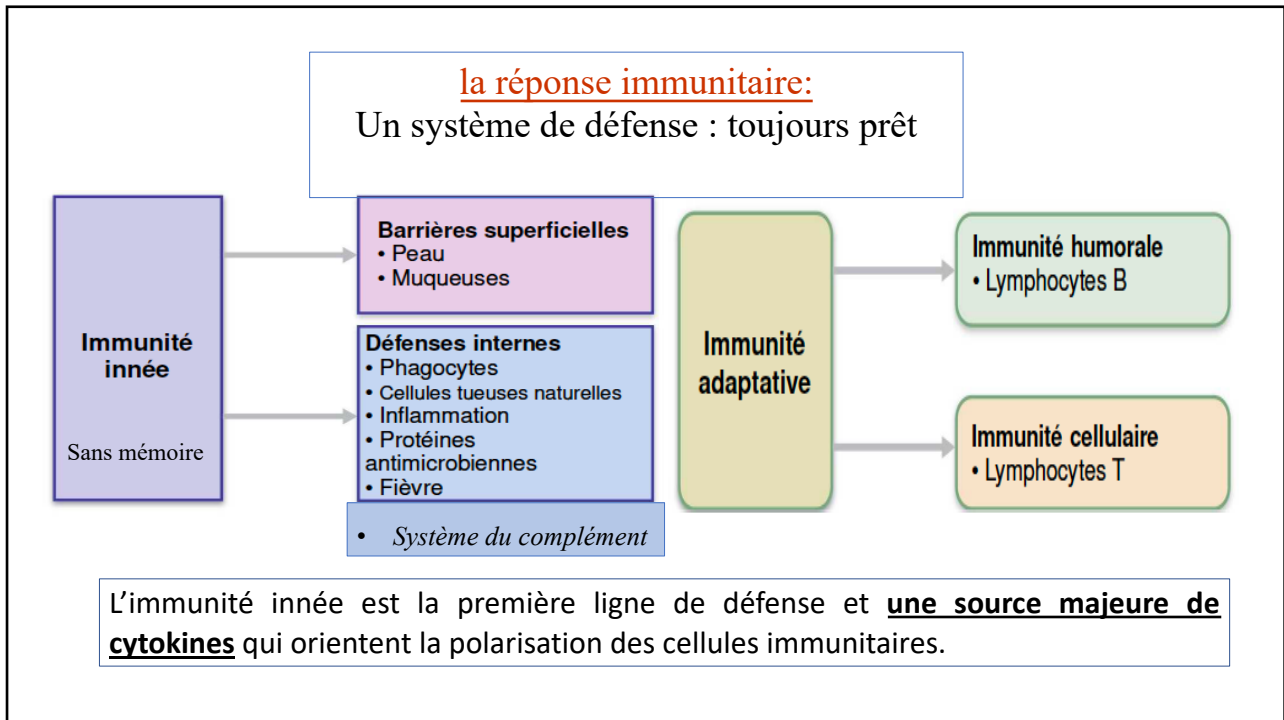 la réponse immunitaire:
Un système de défense : toujours prêt
Immunité
innée
Sans mémoire
Barrières superficielles
• Peau
• Muqueuses
Défenses internes
• Phagocytes
• Cellules tueuses naturelles
• Inflammation
• Protéines
antimicrobiennes
• Fièvre
• Système du complément
Immunité
adaptative
Immunité humorale
• Lymphocytes B
Immunité cellulaire
• Lymphocytes T
L’immunité innée est la première ligne de défense et une source majeure de
cytokines qui orientent la polarisation des cellules immunitaires.